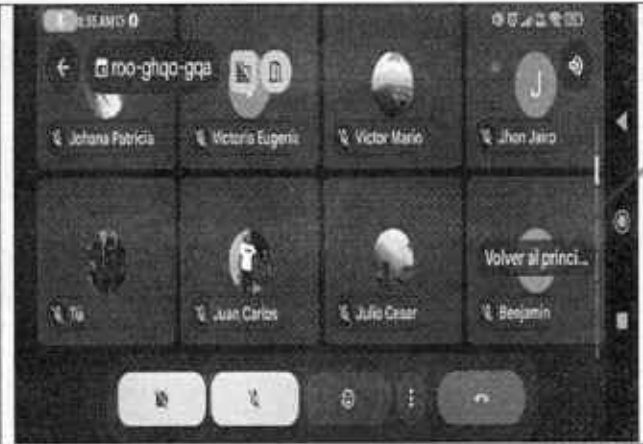 roo-ghqo-gqa
Johana Patricia
Victoria Eugenia
Victor Mario
J
Jhon Jairo
Tia
Juan Carlos
Julio Cesar
Volver al princi...
Benjamin